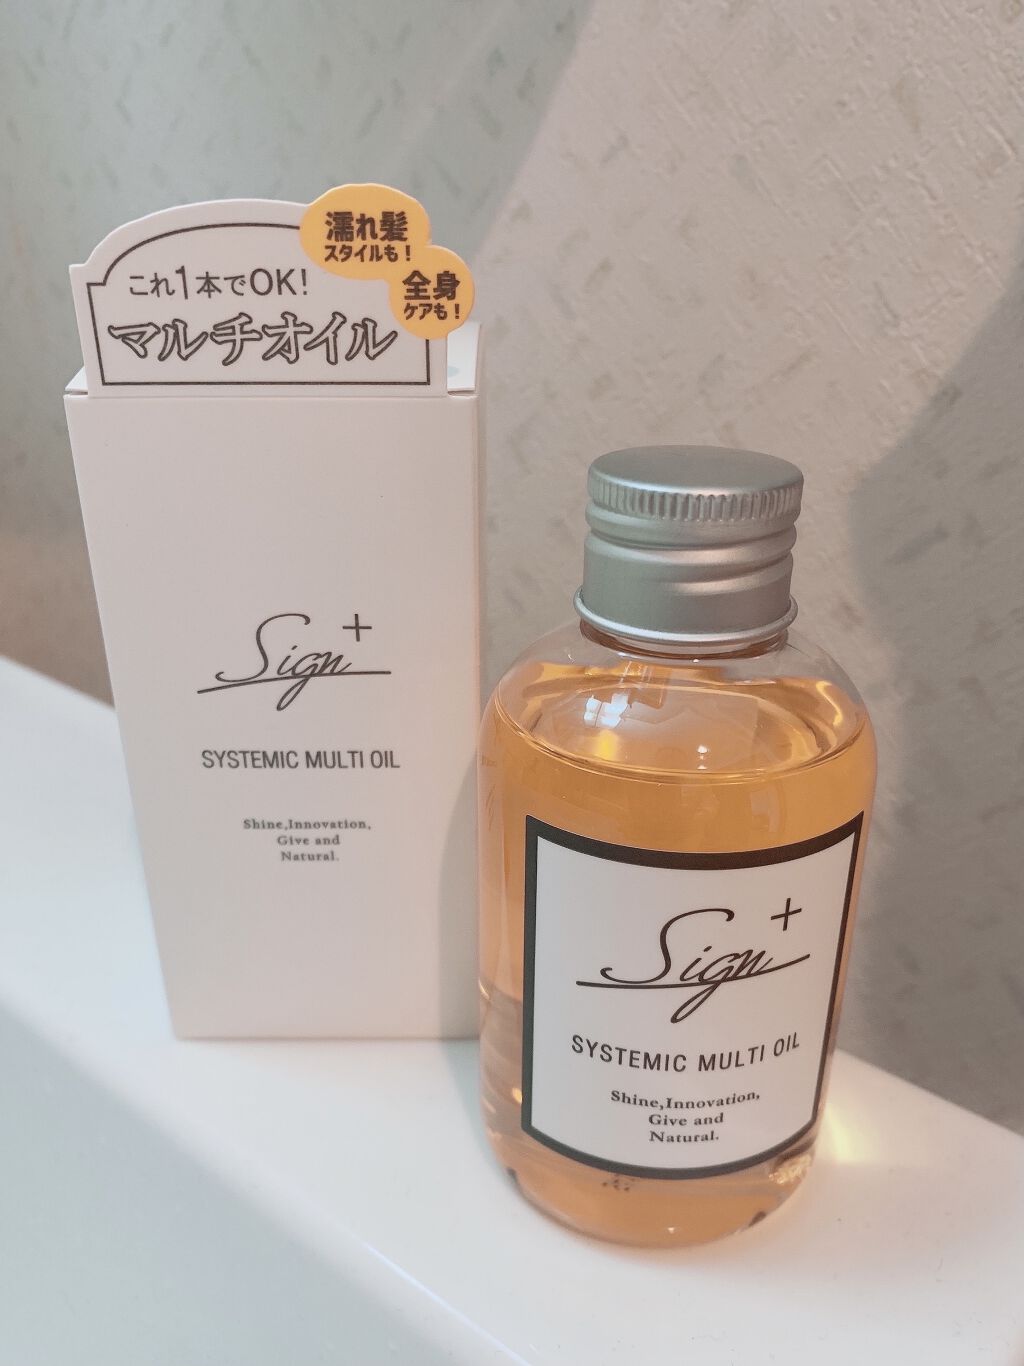 濡れ髪
スタイルも!
全身
ケアも!
これ1本でOK!
マルチオイル
Sign+
SYSTEMIC MULTI OIL
Shine,Innovation,
Give and
Natural.
Sign+
SYSTEMIC MULTI OIL
Shine,Innovation,
Give and
Natural.